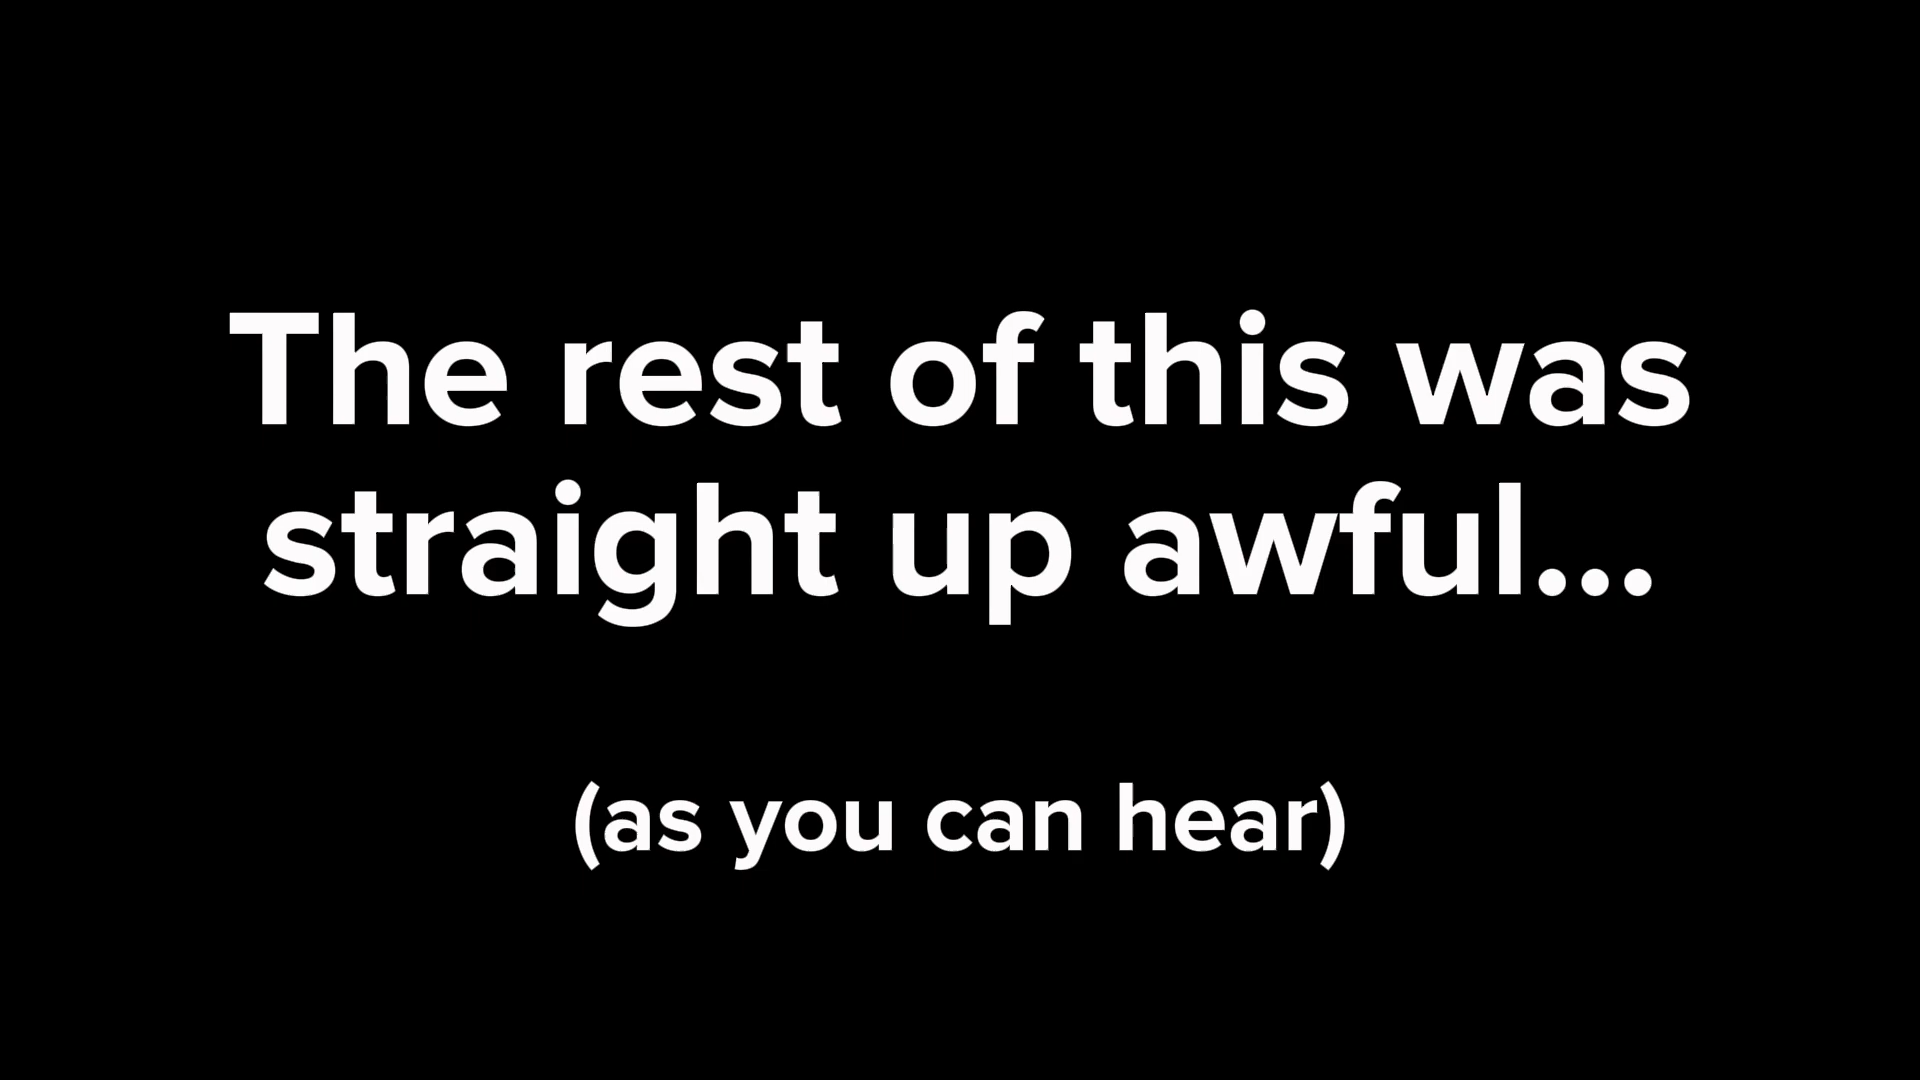 The rest of this was
straight up awful...
(as you can hear)